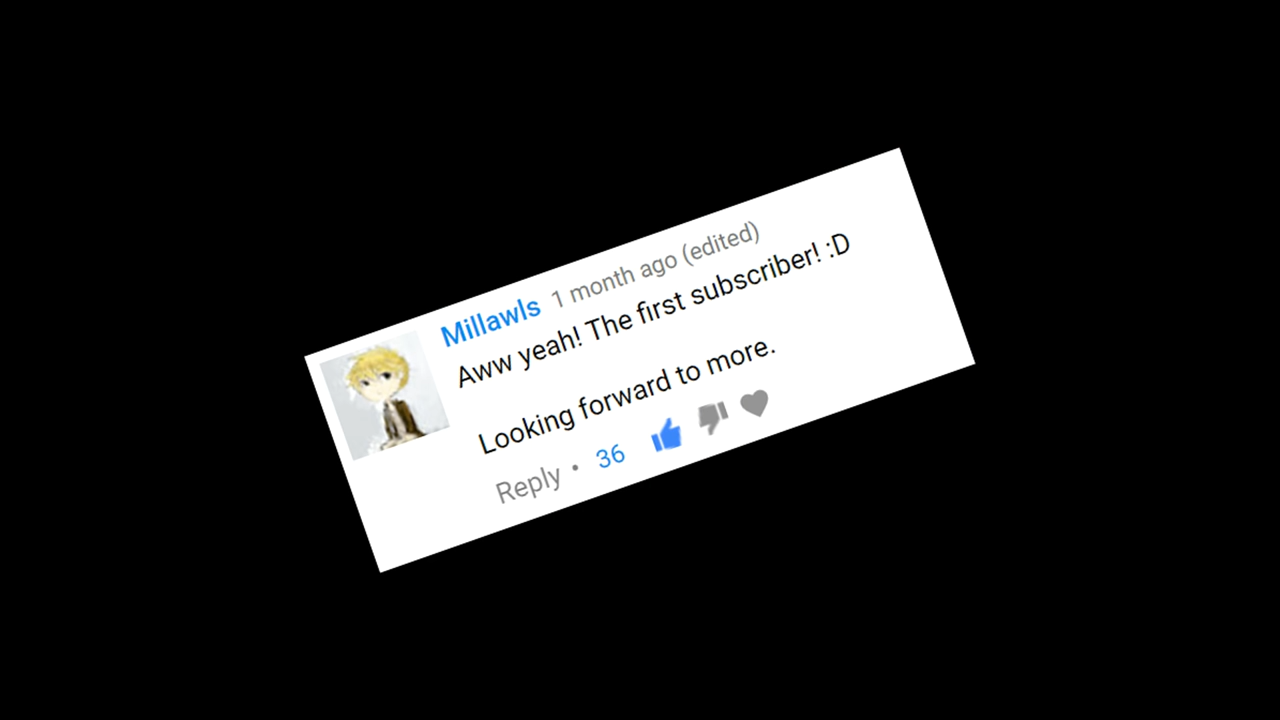 Millawls 1 month ago (edited)
Aww yeah! The first subscriber! :D
Looking forward to more.
Reply • 36